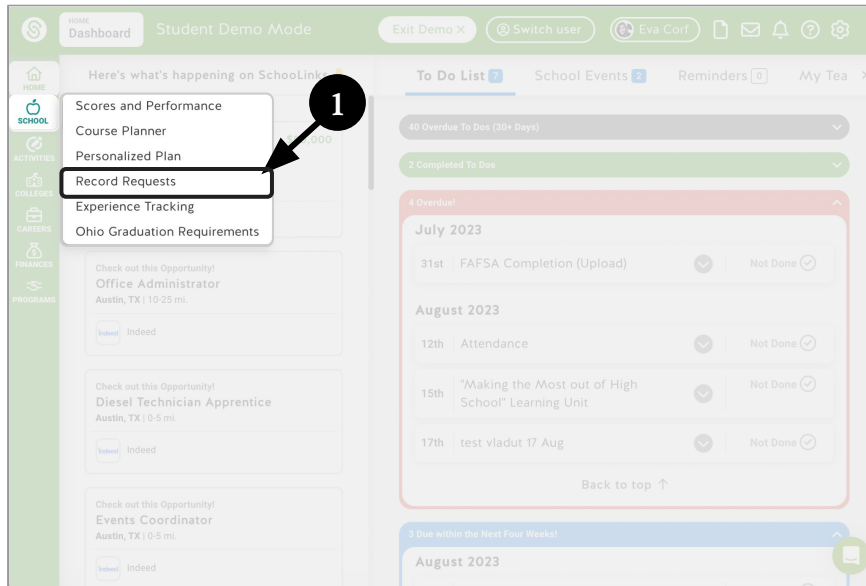 HOME
Dashboard
Student Demo Mode
Exit Demo ×
Switch user
Eva Corf
HOME
SCHOOL
ACTIVITIES
COLLEGES
CAREERS
FINANCES
PROGRAMS
Here's what's happening on SchooLinks
1
Scores and Performance
Course Planner
Personalized Plan
Record Requests
Experience Tracking
Ohio Graduation Requirements
Check out this Opportunity!
Office Administrator
Austin, TX | 10-25 mi.
indeed Indeed
Check out this Opportunity!
Diesel Technician Apprentice
Austin, TX | 0-5 mi.
indeed Indeed
Check out this Opportunity!
Events Coordinator
Austin, TX | 0-5 mi.
indeed Indeed
To Do List 7
School Events 2
Reminders 0
My Tea
40 Overdue To Dos (30+ Days)
2 Completed To Dos
4 Overdue!
July 2023
31st FAFSA Completion (Upload) Not Done
August 2023
12th Attendance Not Done
15th "Making the Most out of High School" Learning Unit Not Done
17th test vladut 17 Aug Not Done
Back to top ↑
3 Due within the Next Four Weeks!
August 2023